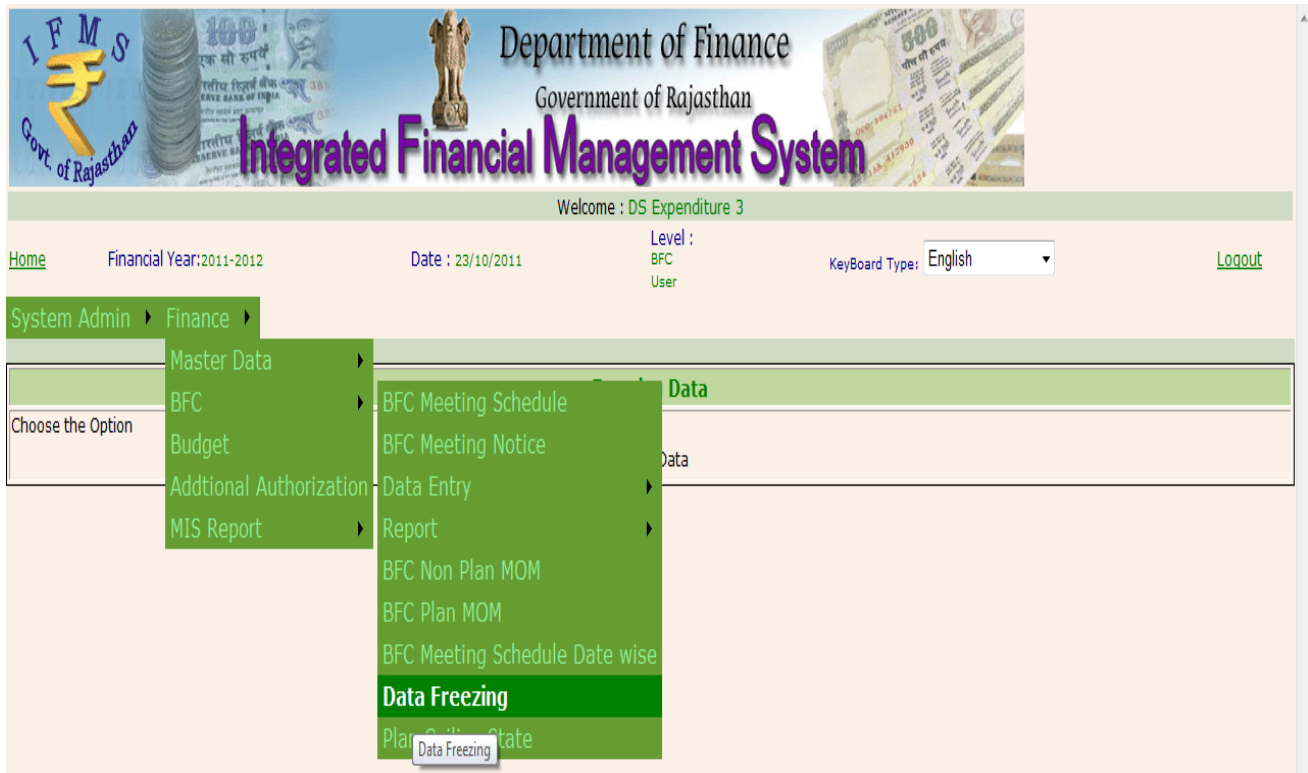 IFMS
Govt. of Rajasthan
Department of Finance
Government of Rajasthan
Integrated Financial Management System
Welcome : DS Expenditure 3
Home Financial Year:2011-2012 Date : 23/10/2011 Level : BFC User KeyBoard Type: English Logout
System Admin Finance
Master Data
BFC
Budget
Addtional Authorization
MIS Report
Data
Choose the Option
Data
BFC Meeting Schedule
BFC Meeting Notice
Data Entry
Report
BFC Non Plan MOM
BFC Plan MOM
BFC Meeting Schedule Date wise
Data Freezing
State
Data Freezing